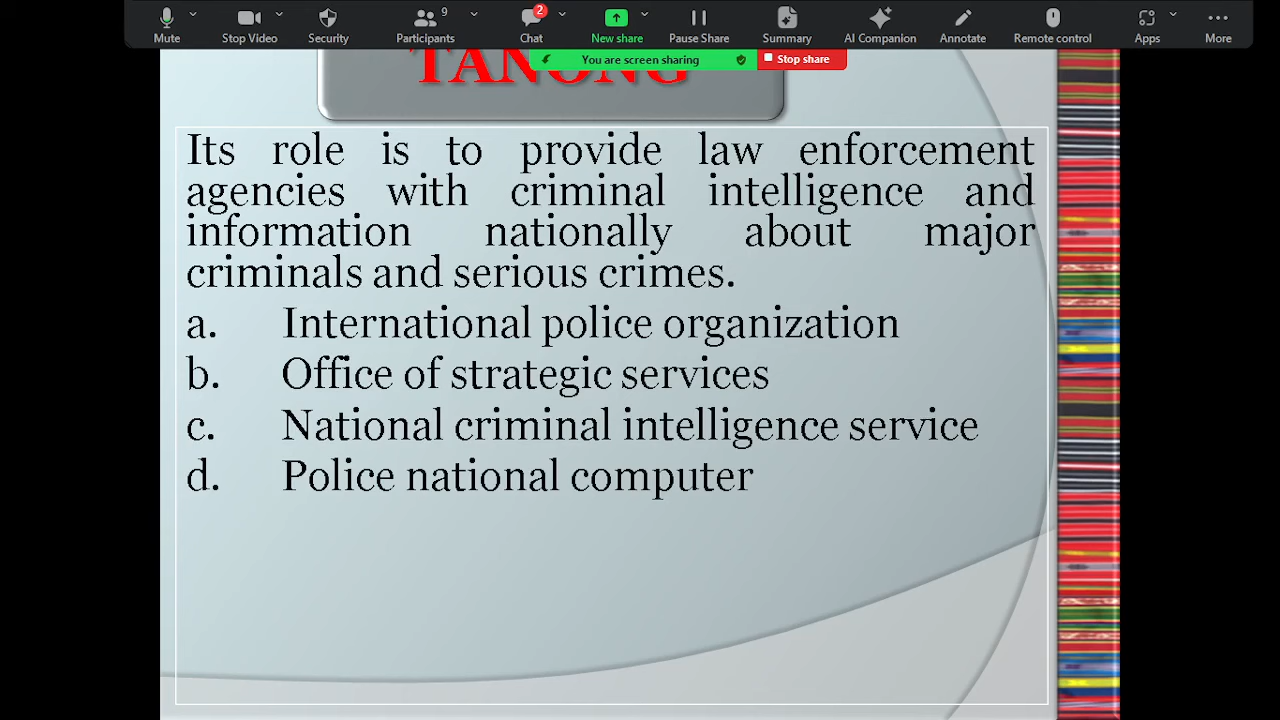 Mute
Stop Video
Security
Participants
9
Chat
2
New share
Pause Share
Summary
AI Companion
Annotate
Remote control
Apps
More
You are screen sharing
Stop share
TANONG
Its role is to provide law enforcement
agencies with criminal intelligence and
information nationally about major
criminals and serious crimes.
a. International police organization
b. Office of strategic services
c. National criminal intelligence service
d. Police national computer